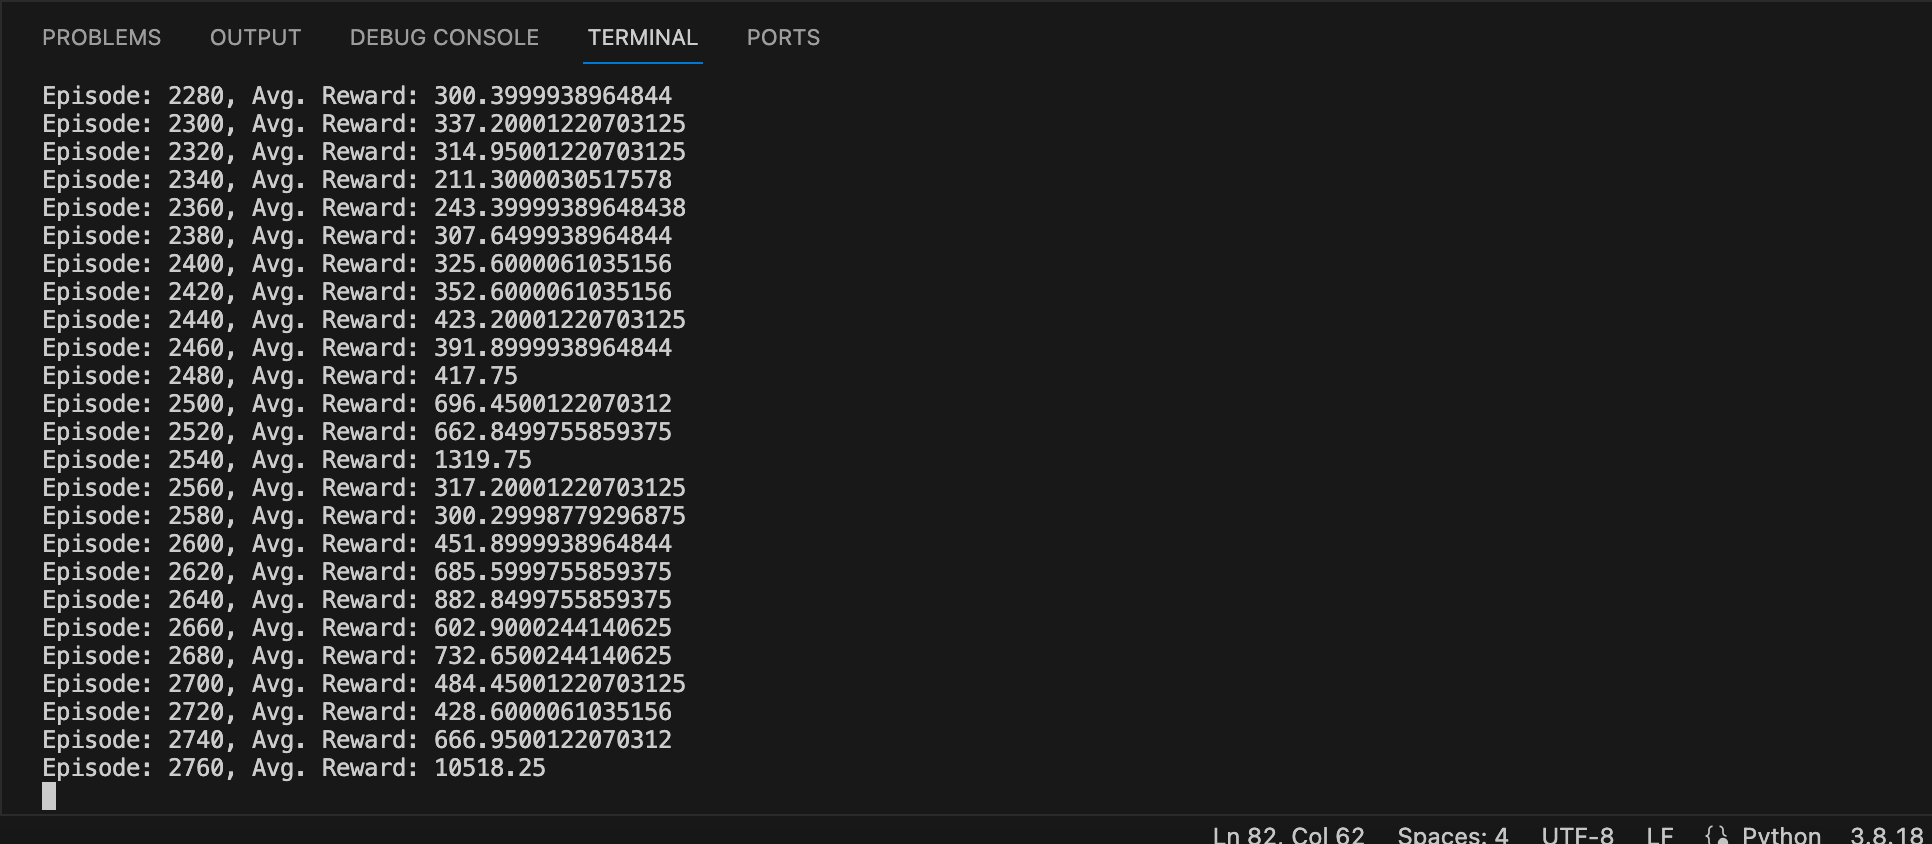 PROBLEMS OUTPUT DEBUG CONSOLE TERMINAL PORTS
Episode: 2280, Avg. Reward: 300.3999938964844
Episode: 2300, Avg. Reward: 337.20001220703125
Episode: 2320, Avg. Reward: 314.95001220703125
Episode: 2340, Avg. Reward: 211.3000030517578
Episode: 2360, Avg. Reward: 243.39999389648438
Episode: 2380, Avg. Reward: 307.6499938964844
Episode: 2400, Avg. Reward: 325.6000061035156
Episode: 2420, Avg. Reward: 352.6000061035156
Episode: 2440, Avg. Reward: 423.20001220703125
Episode: 2460, Avg. Reward: 391.8999938964844
Episode: 2480, Avg. Reward: 417.75
Episode: 2500, Avg. Reward: 696.4500122070312
Episode: 2520, Avg. Reward: 662.8499755859375
Episode: 2540, Avg. Reward: 1319.75
Episode: 2560, Avg. Reward: 317.20001220703125
Episode: 2580, Avg. Reward: 300.29998779296875
Episode: 2600, Avg. Reward: 451.8999938964844
Episode: 2620, Avg. Reward: 685.5999755859375
Episode: 2640, Avg. Reward: 882.8499755859375
Episode: 2660, Avg. Reward: 602.9000244140625
Episode: 2680, Avg. Reward: 732.6500244140625
Episode: 2700, Avg. Reward: 484.45001220703125
Episode: 2720, Avg. Reward: 428.6000061035156
Episode: 2740, Avg. Reward: 666.9500122070312
Episode: 2760, Avg. Reward: 10518.25
Ln 82, Col 62 Spaces: 4 UTF-8 LF {} Python 3.8.18